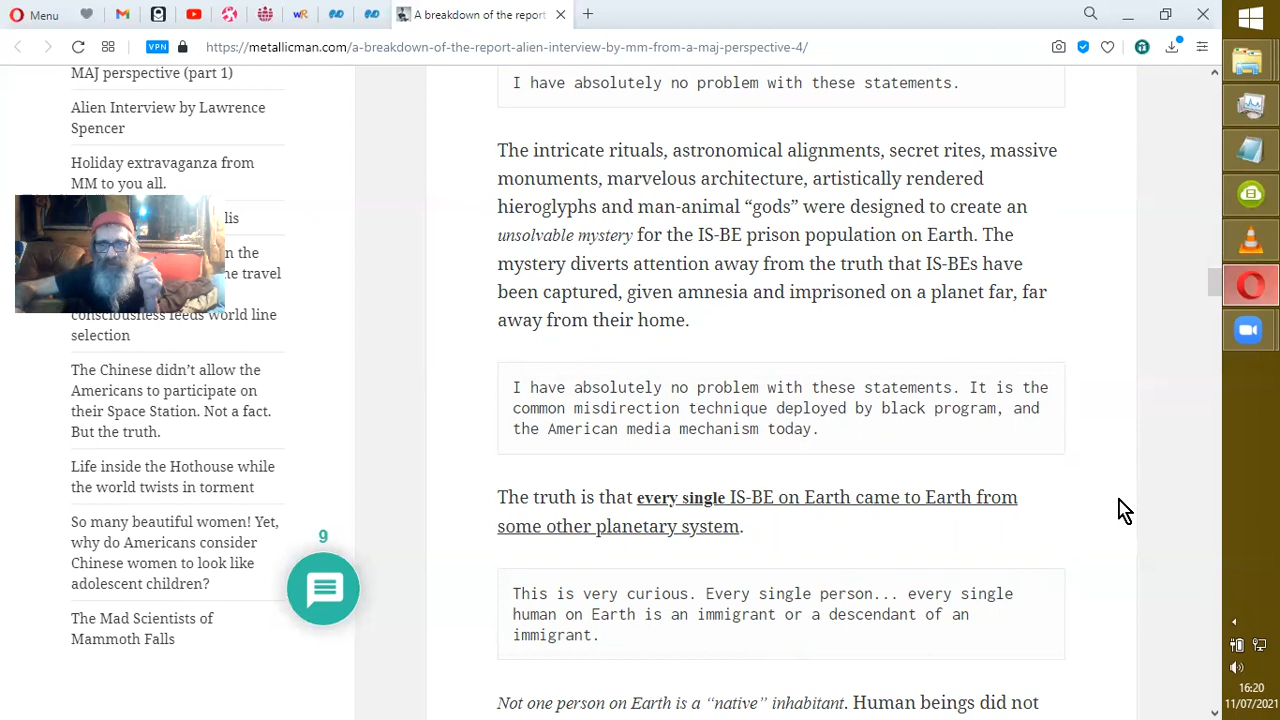 Menu
A breakdown of the report
VPN
https://metallicman.com/a-breakdown-of-the-report-alien-interview-by-mm-from-a-maj-perspective-4/
MAJ perspective (part 1)
Alien Interview by Lawrence
Spencer
Holiday extravaganza from
MM to you all.
lis
n the
ne travel
consciousness feeds world line
selection
The Chinese didn’t allow the
Americans to participate on
their Space Station. Not a fact.
But the truth.
Life inside the Hothouse while
the world twists in torment
So many beautiful women! Yet,
why do Americans consider
Chinese women to look like
adolescent children?
The Mad Scientists of
Mammoth Falls
9
I have absolutely no problem with these statements.
The intricate rituals, astronomical alignments, secret rites, massive
monuments, marvelous architecture, artistically rendered
hieroglyphs and man-animal “gods” were designed to create an
unsolvable mystery for the IS-BE prison population on Earth. The
mystery diverts attention away from the truth that IS-BEs have
been captured, given amnesia and imprisoned on a planet far, far
away from their home.
I have absolutely no problem with these statements. It is the
common misdirection technique deployed by black program, and
the American media mechanism today.
The truth is that every single IS-BE on Earth came to Earth from
some other planetary system.
This is very curious. Every single person... every single
human on Earth is an immigrant or a descendant of an
immigrant.
Not one person on Earth is a “native” inhabitant. Human beings did not
16:20
11/07/2021